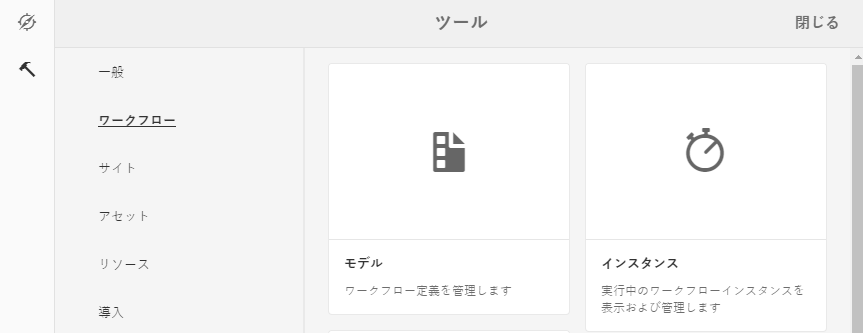 ツール
閉じる
一般
ワークフロー
サイト
アセット
リソース
導入
モデル
ワークフロー定義を管理します
インスタンス
実行中のワークフローインスタンスを
表示および管理します